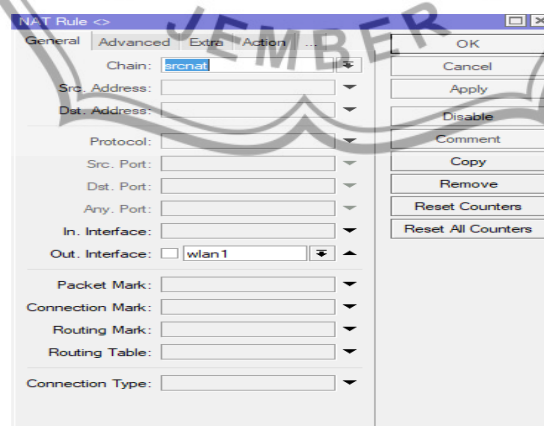 NAT Rule <>
JEMBER
General Advanced Extra Action ...
Chain: srcnat
Src. Address:
Dst. Address:
Protocol:
Src. Port:
Dst. Port:
Any. Port:
In. Interface:
Out. Interface: wlan1
Packet Mark:
Connection Mark:
Routing Mark:
Routing Table:
Connection Type:
OK
Cancel
Apply
Disable
Comment
Copy
Remove
Reset Counters
Reset All Counters